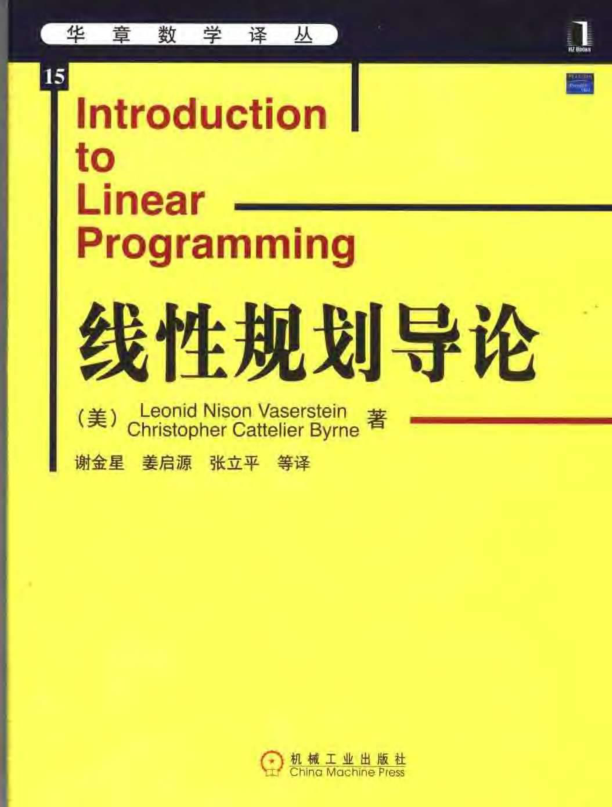 华章数学译丛
15
Introduction
to
Linear
Programming
线性规划导论
(美) Leonid Nison Vaserstein
Christopher Cattelier Byrne 著
谢金星 姜启源 张立平 等译
机械工业出版社
China Machine Press